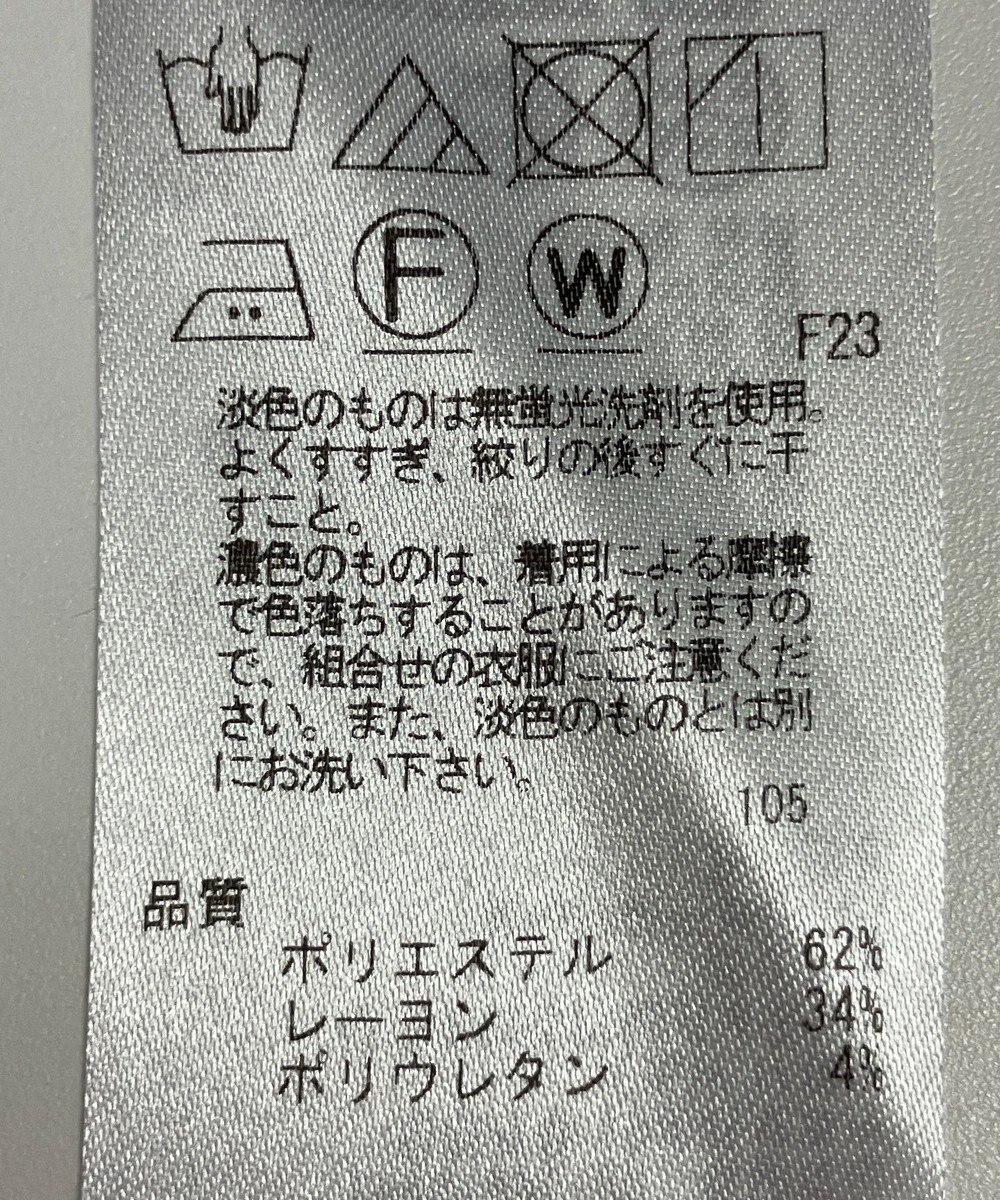 F W
F23
淡色のものは無蛍光洗剤を使用。
よくすすぎ、絞りの後すぐに干
すこと。
濃色のものは、着用による摩擦
で色落ちすることがありますの
で、組合せの衣服にご注意くだ
さい。また、淡色のものとは別
にお洗い下さい。
105
品質
ポリエステル 62%
レーヨン 34%
ポリウレタン 4%